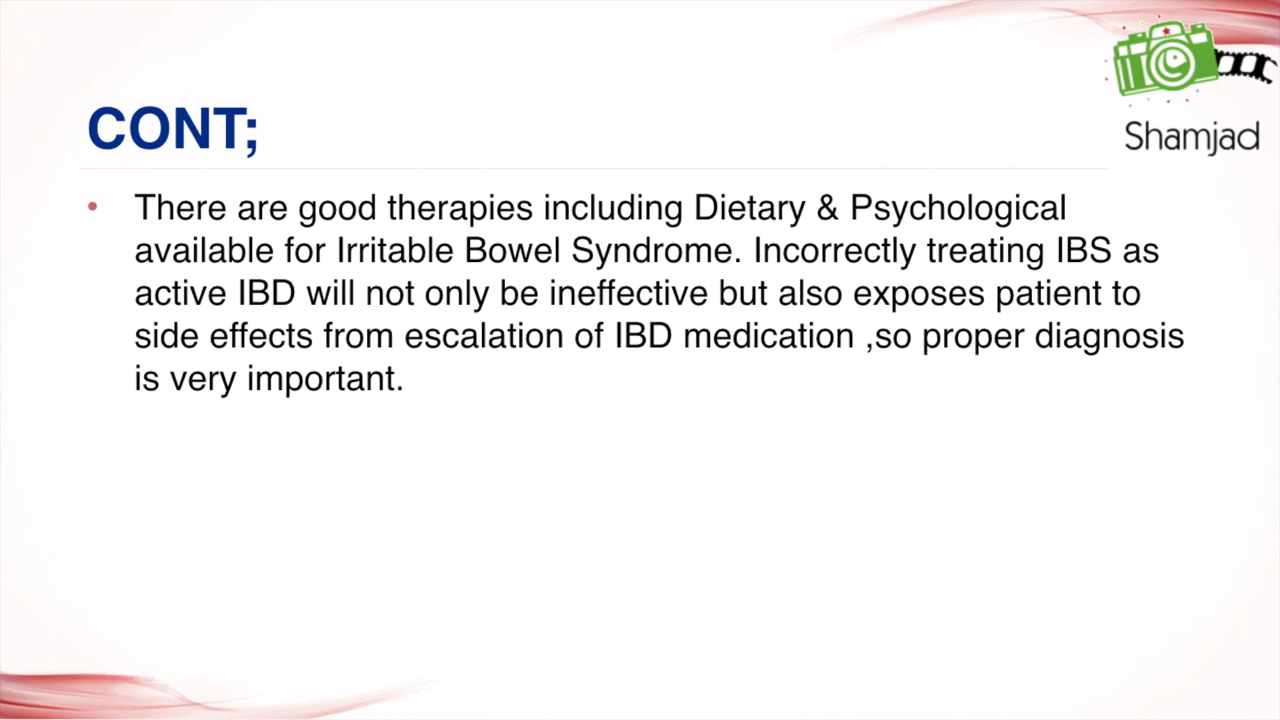 Shamjad
CONT;
• There are good therapies including Dietary & Psychological
available for Irritable Bowel Syndrome. Incorrectly treating IBS as
active IBD will not only be ineffective but also exposes patient to
side effects from escalation of IBD medication ,so proper diagnosis
is very important.